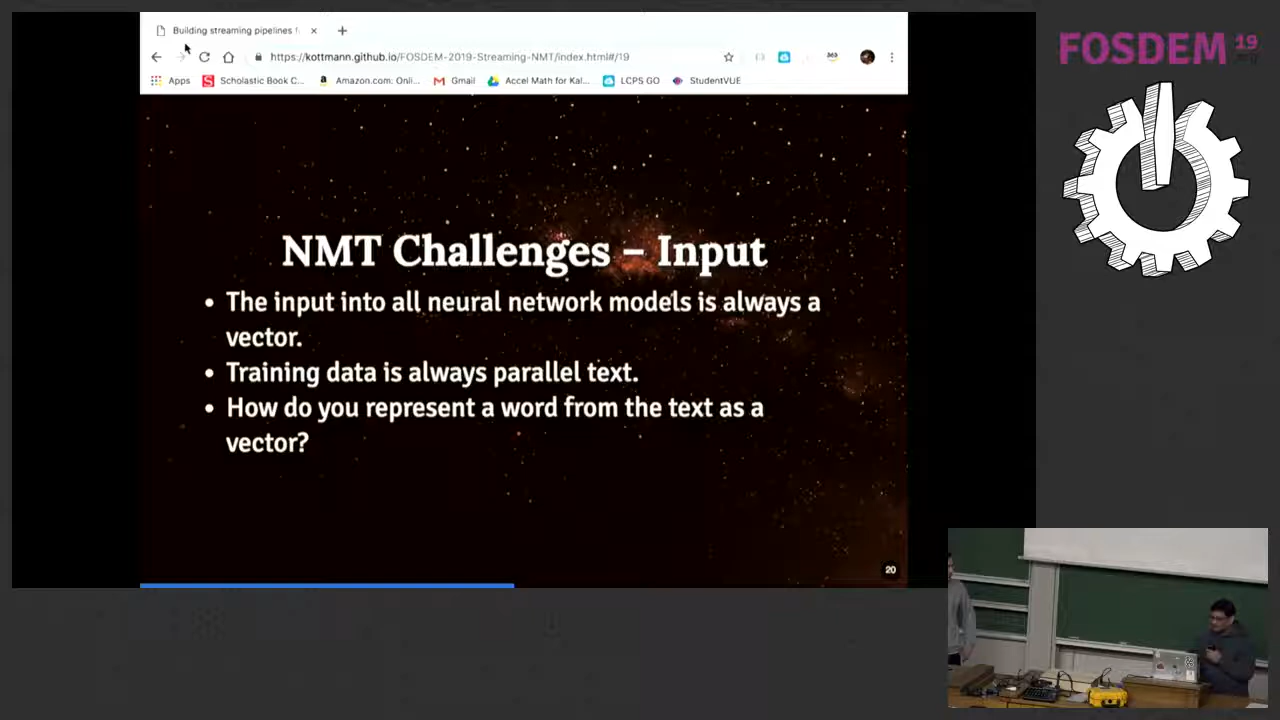 Building streaming pipelines f
https://kottmann.github.io/FOSDEM-2019-Streaming-NMT/index.html#/19
Apps Scholastic Book C... Amazon.com: Onli... Gmail Accel Math for Kal... LCPS GO StudentVUE
FOSDEM 19
.org
NMT Challenges – Input
• The input into all neural network models is always a
vector.
• Training data is always parallel text.
• How do you represent a word from the text as a
vector?
20